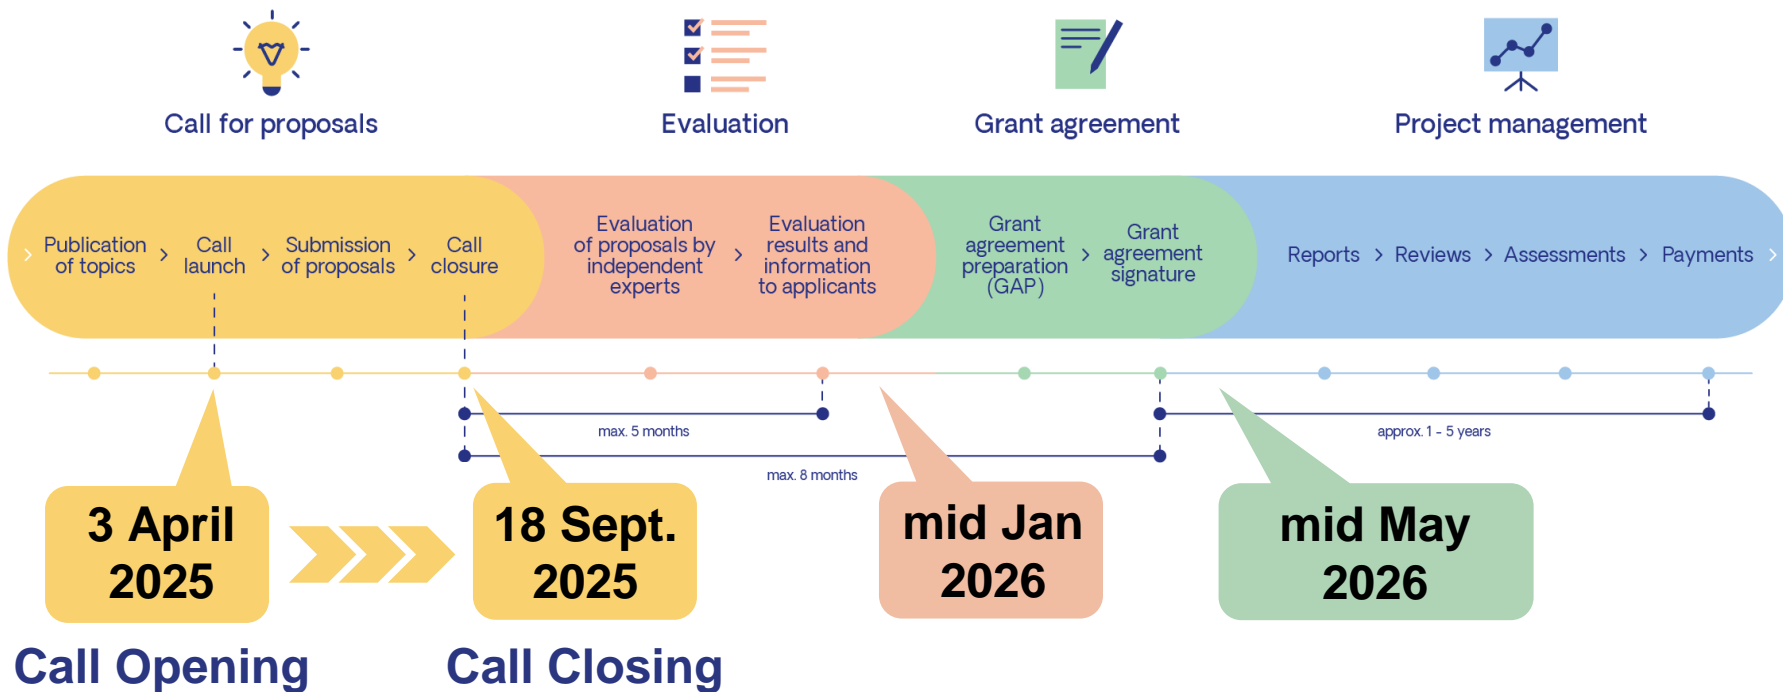 Call for proposals
Evaluation
Grant agreement
Project management
Publication
of topics
Call
launch
Submission
of proposals
Call
closure
Evaluation
of proposals by
independent
experts
Evaluation
results and
information
to applicants
Grant
agreement
preparation
(GAP)
Grant
agreement
signature
Reports
Reviews
Assessments
Payments
max. 5 months
approx. 1 - 5 years
max. 8 months
3 April
2025
18 Sept.
2025
mid Jan
2026
mid May
2026
Call Opening
Call Closing